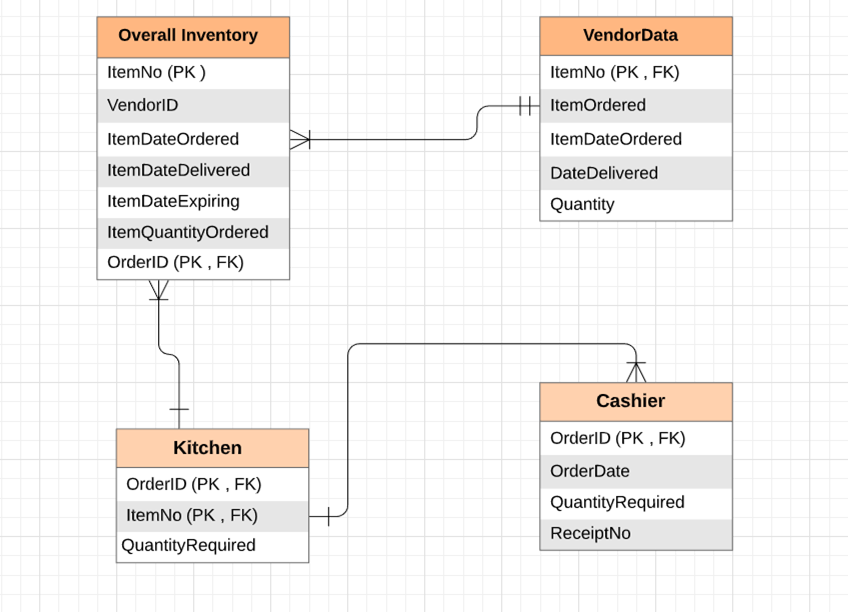 Overall Inventory
ItemNo (PK )
VendorID
ItemDateOrdered
ItemDateDelivered
ItemDateExpiring
ItemQuantityOrdered
OrderID (PK , FK)
VendorData
ItemNo (PK , FK)
ItemOrdered
ItemDateOrdered
DateDelivered
Quantity
Kitchen
OrderID (PK , FK)
ItemNo (PK , FK)
QuantityRequired
Cashier
OrderID (PK , FK)
OrderDate
QuantityRequired
ReceiptNo